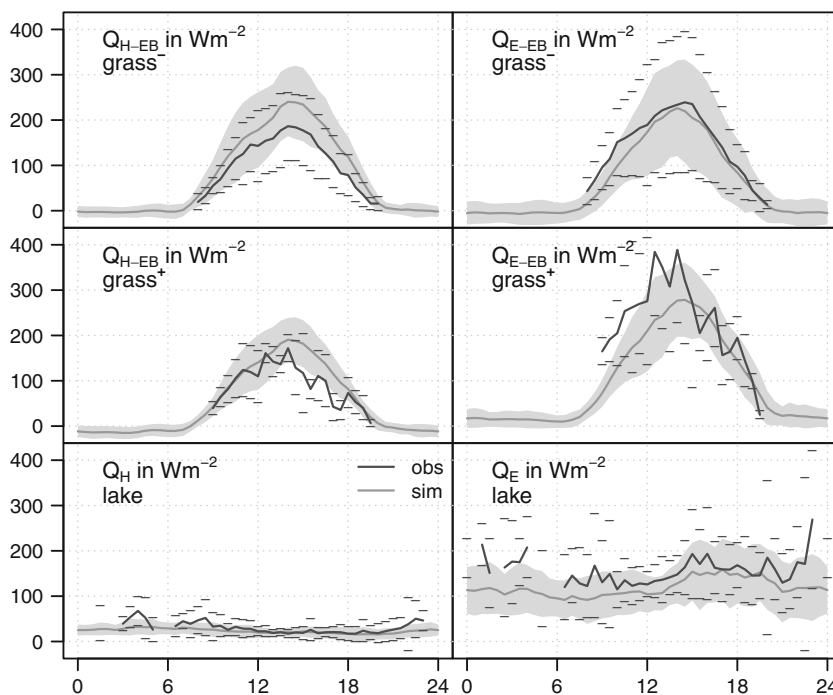 Q_H−EB in Wm⁻²
grass⁻
Q_E−EB in Wm⁻²
grass⁻
400
300
200
100
0
Q_H−EB in Wm⁻²
grass⁺
Q_E−EB in Wm⁻²
grass⁺
400
300
200
100
0
Q_H in Wm⁻²
lake
obs
sim
Q_E in Wm⁻²
lake
400
300
200
100
0
0 6 12 18 24
0 6 12 18 24